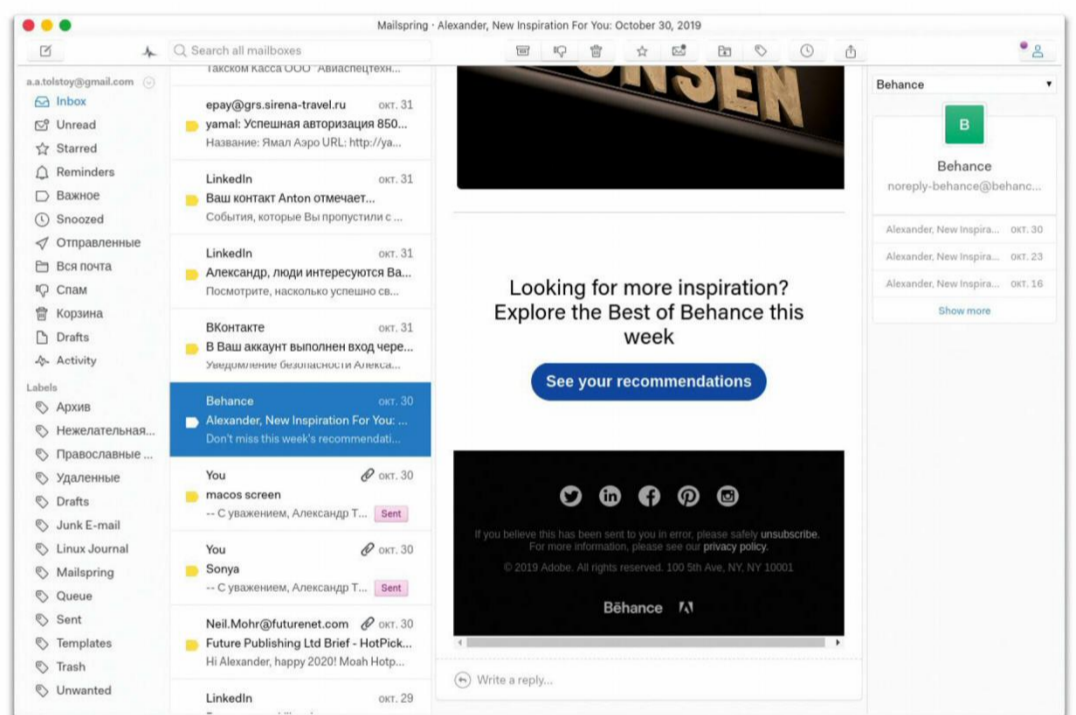 Mailspring · Alexander, New Inspiration For You: October 30, 2019
Search all mailboxes
a.a.tolstoy@gmail.com
Inbox
Unread
Starred
Reminders
Важное
Snoozed
Отправленные
Вся почта
Спам
Корзина
Drafts
Activity
Labels
Архив
Нежелательная...
Православные ...
Удаленные
Drafts
Junk E-mail
Linux Journal
Mailspring
Queue
Sent
Templates
Trash
Unwanted
Такском Касса ООО "Авиаспецтехн...
epay@grs.sirena-travel.ru окт. 31
yamal: Успешная авторизация 850...
Название: Ямал Аэро URL: http://ya...
LinkedIn окт. 31
Ваш контакт Anton отмечает...
События, которые Вы пропустили с ...
LinkedIn окт. 31
Александр, люди интересуются Ва...
Посмотрите, насколько успешно св...
ВКонтакте окт. 31
В Ваш аккаунт выполнен вход чере...
Уведомление безопасности Алекса...
Behance окт. 30
Alexander, New Inspiration For You: ...
Don't miss this week's recommendati...
You окт. 30
macos screen
-- С уважением, Александр Т... Sent
You окт. 30
Sonya
-- С уважением, Александр Т... Sent
Neil.Mohr@futurenet.com окт. 30
Future Publishing Ltd Brief - HotPick...
Hi Alexander, happy 2020! Moah Hotp...
LinkedIn окт. 29
ONSEN
Looking for more inspiration?
Explore the Best of Behance this
week
See your recommendations
If you believe this has been sent to you in error, please safely unsubscribe.
For more information, please see our privacy policy.
© 2019 Adobe. All rights reserved. 100 5th Ave, NY, NY 10001
Bēhance
Write a reply...
Behance
B
Behance
noreply-behance@behanc...
Alexander, New Inspira... окт. 30
Alexander, New Inspira... окт. 23
Alexander, New Inspira... окт. 16
Show more